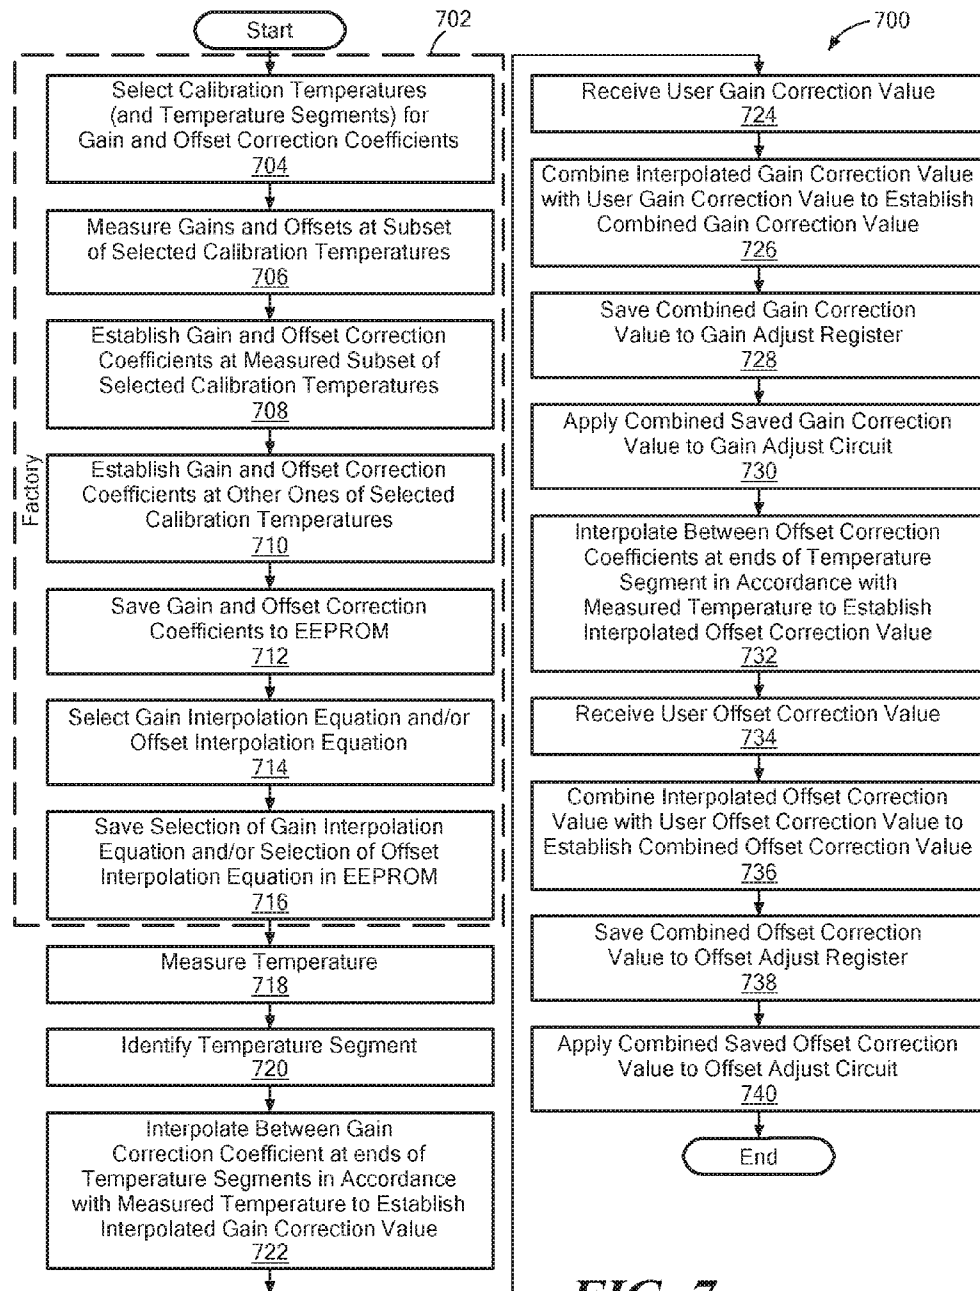 Start
702
Select Calibration Temperatures
(and Temperature Segments) for
Gain and Offset Correction Coefficients
704
Measure Gains and Offsets at Subset
of Selected Calibration Temperatures
706
Establish Gain and Offset Correction
Coefficients at Measured Subset of
Selected Calibration Temperatures
708
Factory
Establish Gain and Offset Correction
Coefficients at Other Ones of Selected
Calibration Temperatures
710
Save Gain and Offset Correction
Coefficients to EEPROM
712
Select Gain Interpolation Equation and/or
Offset Interpolation Equation
714
Save Selection of Gain Interpolation
Equation and/or Selection of Offset
Interpolation Equation in EEPROM
716
Measure Temperature
718
Identify Temperature Segment
720
Interpolate Between Gain
Correction Coefficient at ends of
Temperature Segments in Accordance
with Measured Temperature to Establish
Interpolated Gain Correction Value
722
700
Receive User Gain Correction Value
724
Combine Interpolated Gain Correction Value
with User Gain Correction Value to Establish
Combined Gain Correction Value
726
Save Combined Gain Correction
Value to Gain Adjust Register
728
Apply Combined Saved Gain Correction
Value to Gain Adjust Circuit
730
Interpolate Between Offset Correction
Coefficients at ends of Temperature
Segment in Accordance with
Measured Temperature to Establish
Interpolated Offset Correction Value
732
Receive User Offset Correction Value
734
Combine Interpolated Offset Correction
Value with User Offset Correction Value to
Establish Combined Offset Correction Value
736
Save Combined Offset Correction
Value to Offset Adjust Register
738
Apply Combined Saved Offset Correction
Value to Offset Adjust Circuit
740
End
FIG. 7